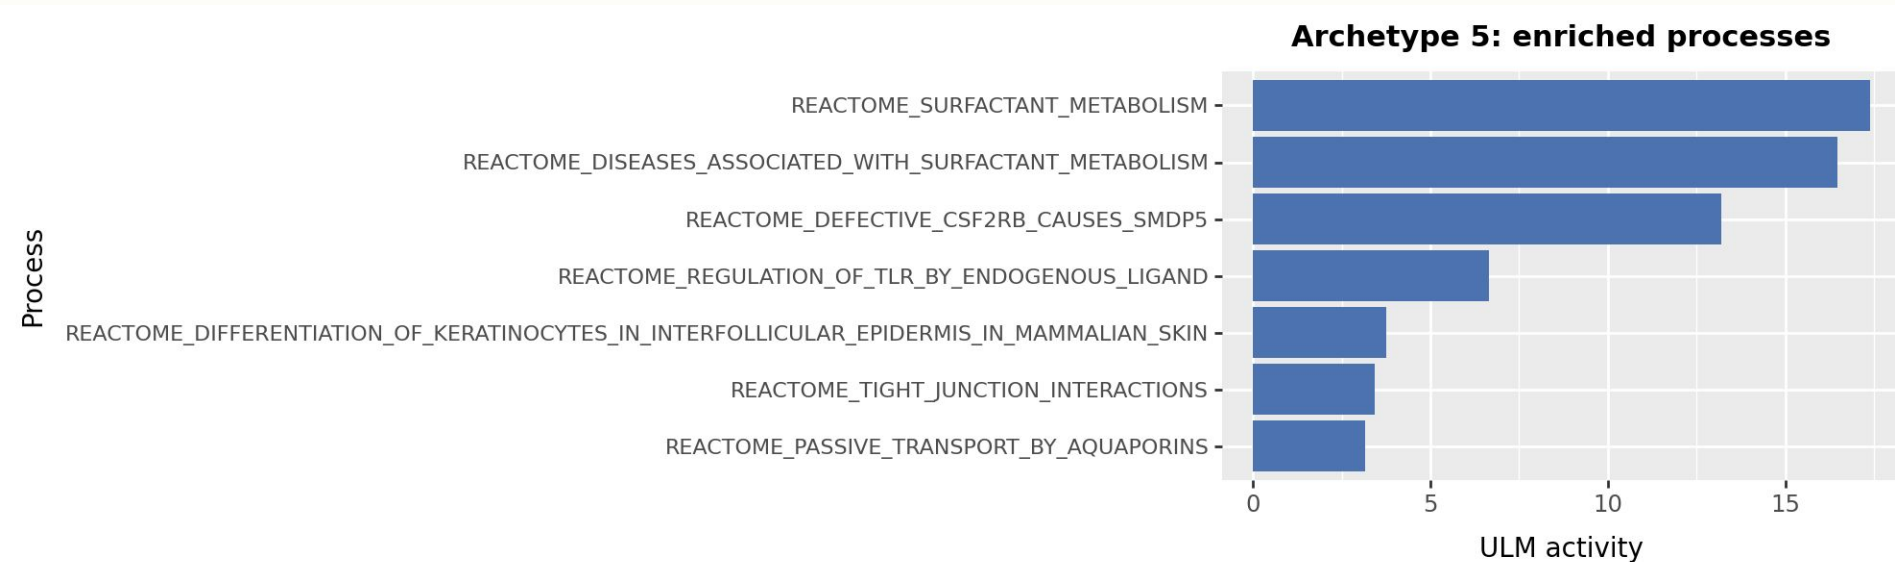 Archetype 5: enriched processes
Process
REACTOME_SURFACTANT_METABOLISM
REACTOME_DISEASES_ASSOCIATED_WITH_SURFACTANT_METABOLISM
REACTOME_DEFECTIVE_CSF2RB_CAUSES_SMDP5
REACTOME_REGULATION_OF_TLR_BY_ENDOGENOUS_LIGAND
REACTOME_DIFFERENTIATION_OF_KERATINOCYTES_IN_INTERFOLLICULAR_EPIDERMIS_IN_MAMMALIAN_SKIN
REACTOME_TIGHT_JUNCTION_INTERACTIONS
REACTOME_PASSIVE_TRANSPORT_BY_AQUAPORINS
0 5 10 15
ULM activity